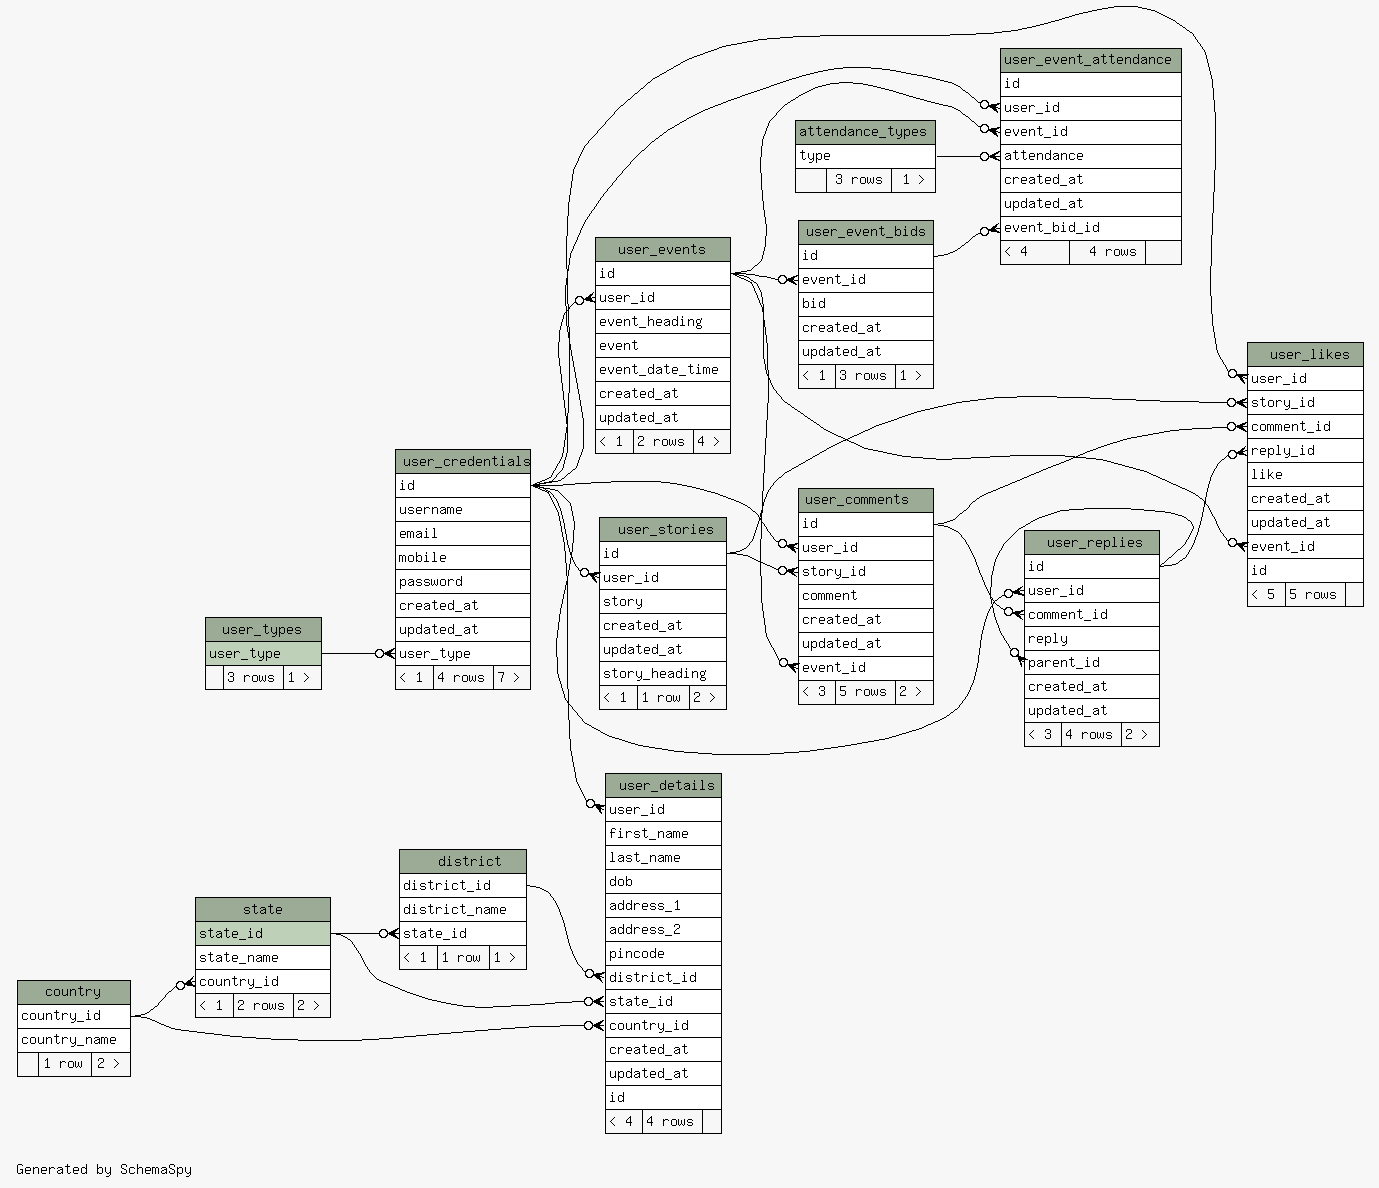 user_event_attendance
id
user_id
event_id
attendance
created_at
updated_at
event_bid_id
< 4 4 rows
attendance_types
type
3 rows 1 >
user_event_bids
id
event_id
bid
created_at
updated_at
< 1 3 rows 1 >
user_events
id
user_id
event_heading
event
event_date_time
created_at
updated_at
< 1 2 rows 4 >
user_likes
user_id
story_id
comment_id
reply_id
like
created_at
updated_at
event_id
id
< 5 5 rows
user_credentials
id
username
email
mobile
password
created_at
updated_at
user_type
< 1 4 rows 7 >
user_comments
id
user_id
story_id
comment
created_at
updated_at
event_id
< 3 5 rows 2 >
user_stories
id
user_id
story
created_at
updated_at
story_heading
< 1 1 row 2 >
user_replies
id
user_id
comment_id
reply
parent_id
created_at
updated_at
< 3 4 rows 2 >
user_types
user_type
3 rows 1 >
user_details
user_id
first_name
last_name
dob
address_1
address_2
pincode
district_id
state_id
country_id
created_at
updated_at
id
< 4 4 rows
district
district_id
district_name
state_id
< 1 1 row 1 >
state
state_id
state_name
country_id
< 1 2 rows 2 >
country
country_id
country_name
1 row 2 >
Generated by SchemaSpy